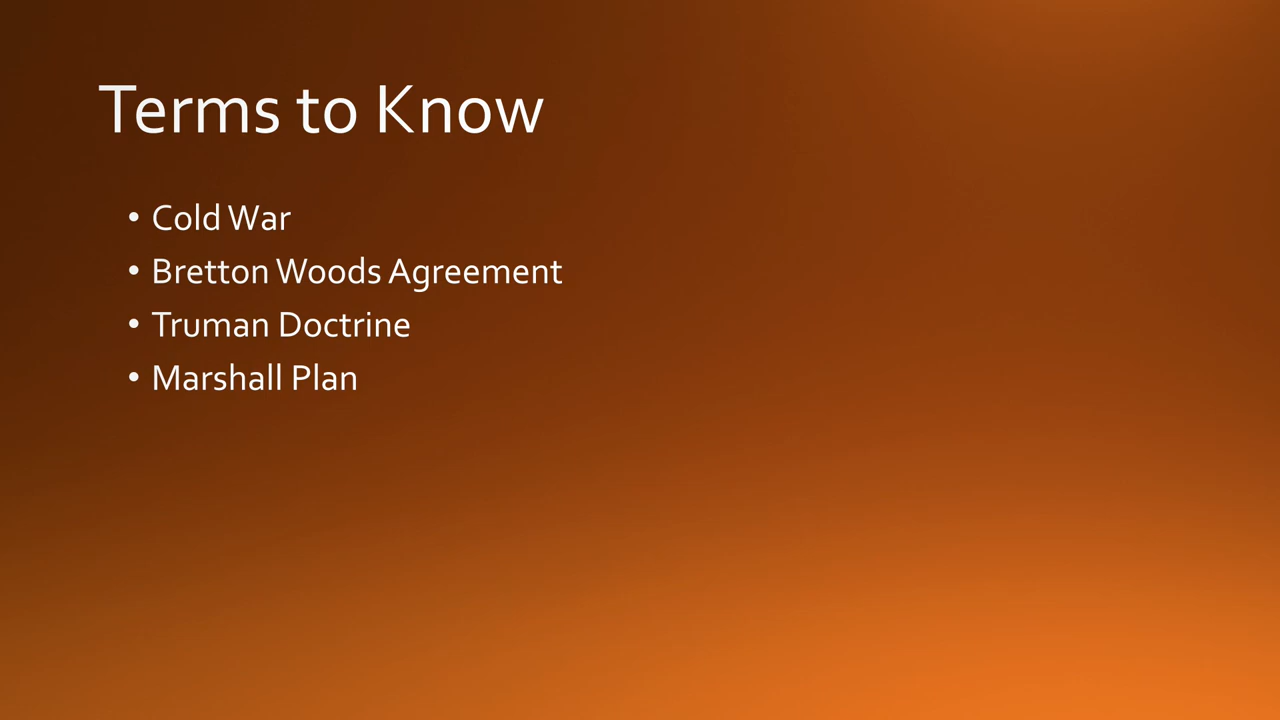 Terms to Know
• Cold War
• Bretton Woods Agreement
• Truman Doctrine
• Marshall Plan